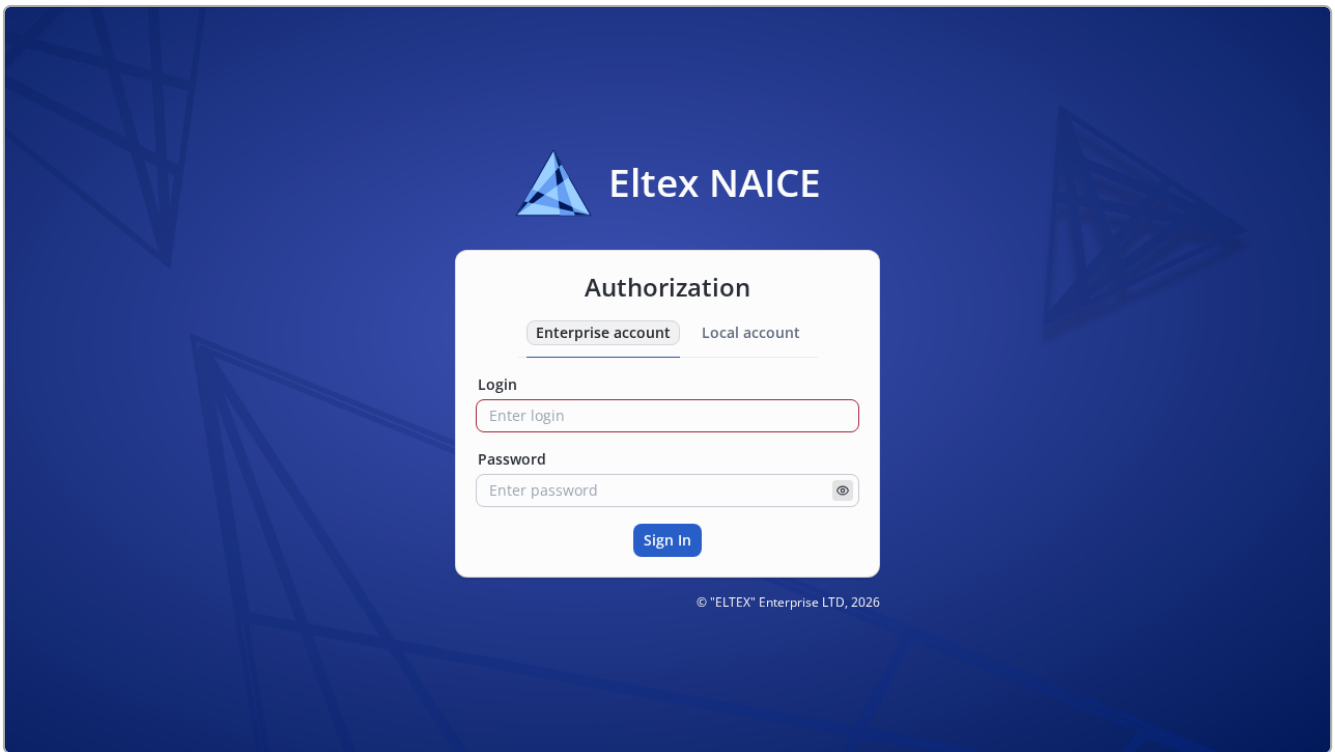 Eltex NAICE
Authorization
Enterprise account Local account
Login
Enter login
Password
Enter password
Sign In
© "ELTEX" Enterprise LTD, 2026